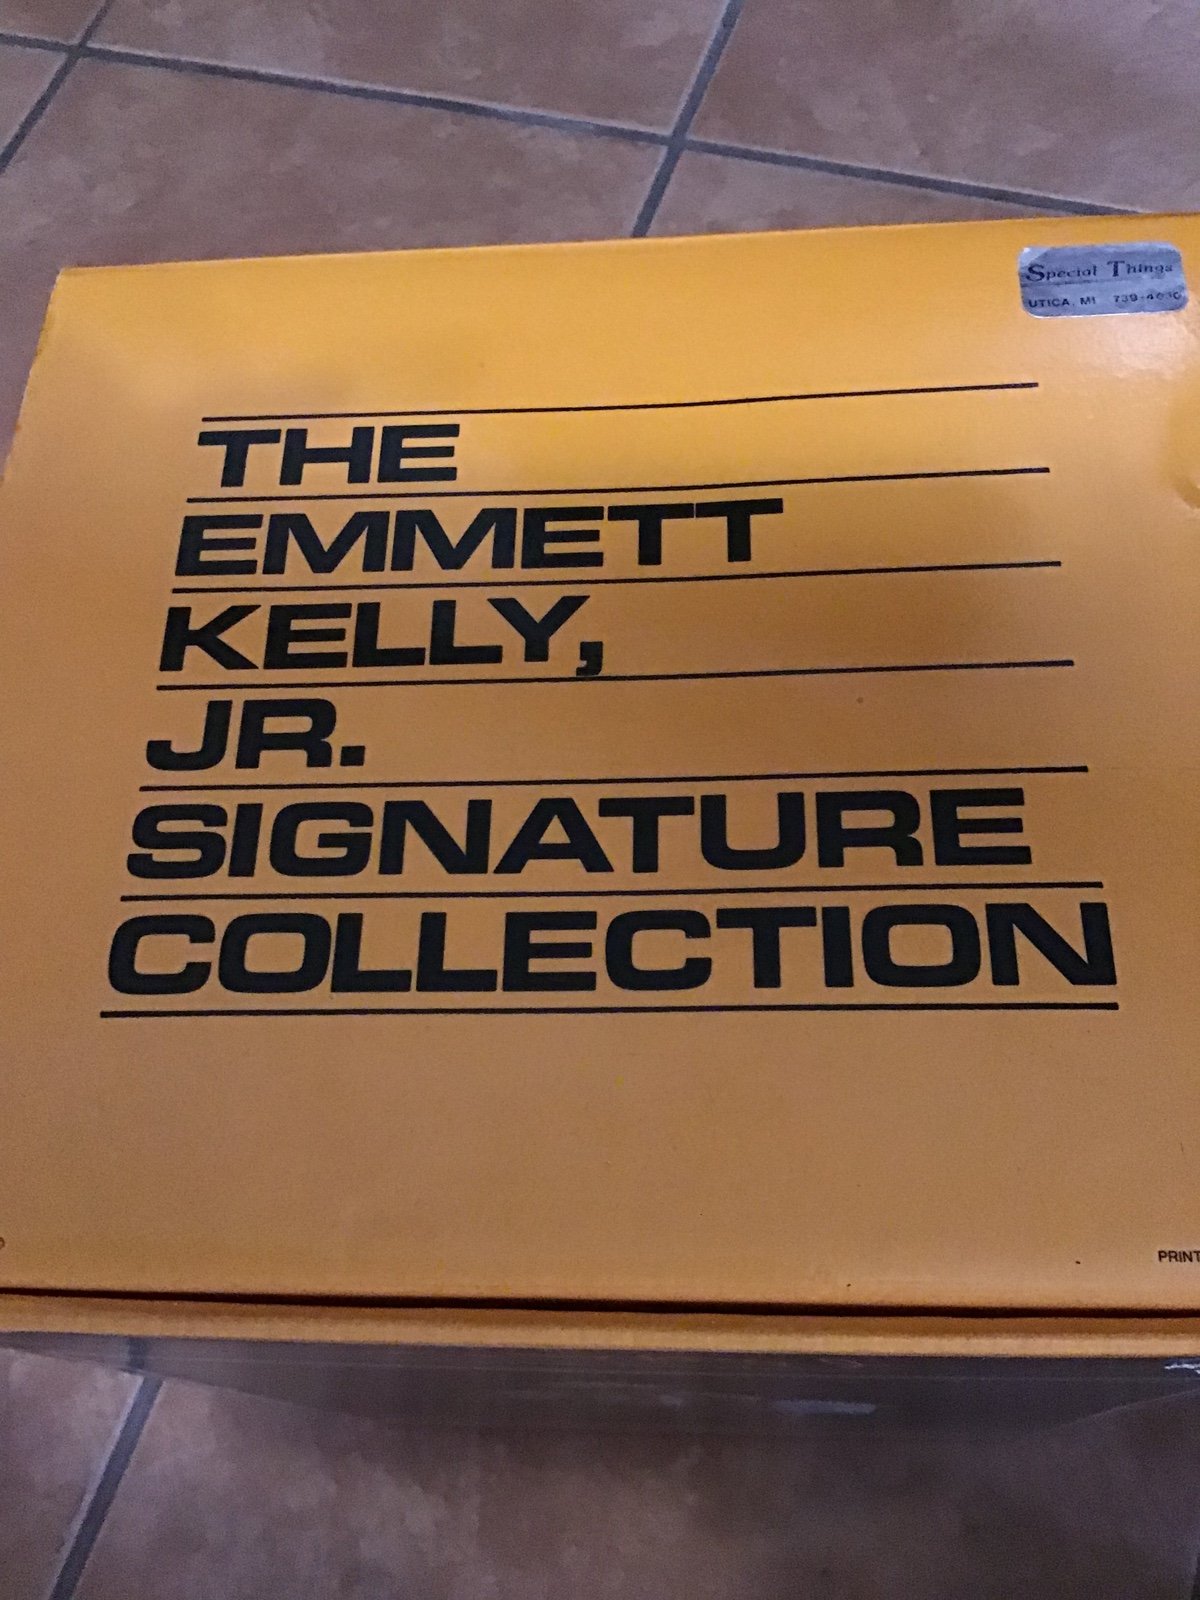 Special Things
UTICA, MI
THE
EMMETT
KELLY,
JR.
SIGNATURE
COLLECTION
PRINT